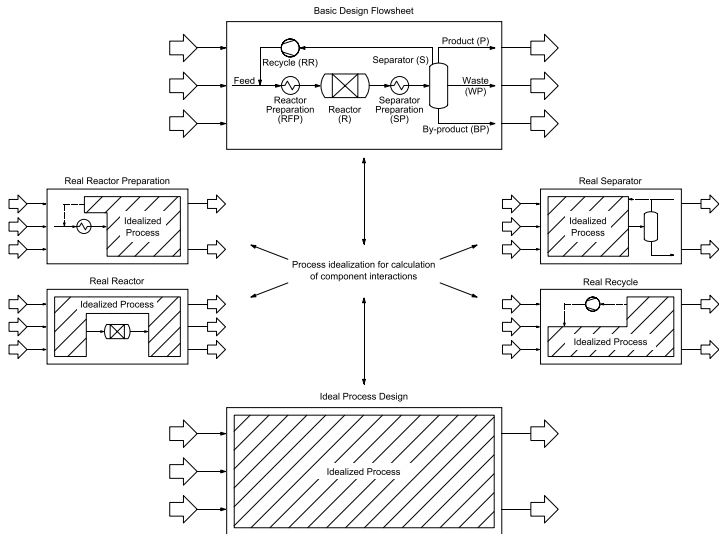 Basic Design Flowsheet
Product (P)
Recycle (RR)
Separator (S)
Feed
Waste
(WP)
Reactor
Preparation
(RFP)
Reactor
(R)
Separator
Preparation
(SP)
By-product (BP)
Real Reactor Preparation
Idealized
Process
Real Separator
Idealized
Process
Process idealization for calculation
of component interactions
Real Reactor
Idealized Process
Real Recycle
Idealized Process
Ideal Process Design
Idealized Process